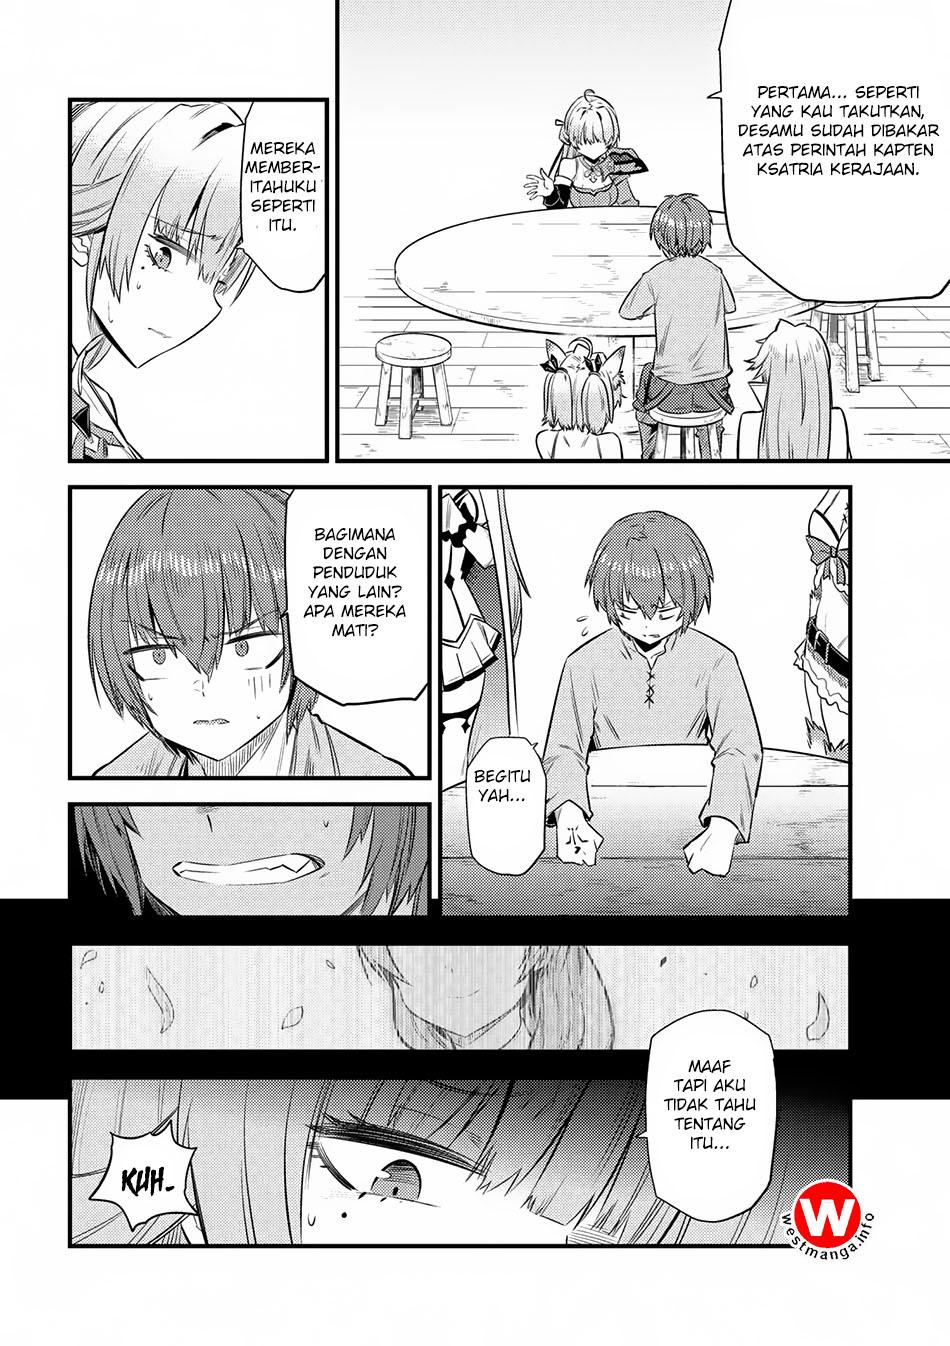 PERTAMA... SEPERTI
YANG KAU TAKUTKAN,
DESAMU SUDAH DIBAKAR
ATAS PERINTAH KAPTEN
KSATRIA KERAJAAN.
MEREKA
MEMBER-
ITAHUKU
SEPERTI
ITU.
BEGITU
YAH...
BAGIMANA
DENGAN
PENDUDUK
YANG LAIN?
APA MEREKA
MATI?
MAAF
TAPI AKU
TIDAK TAHU
TENTANG
ITU...
KUH-
W
westmanga.info